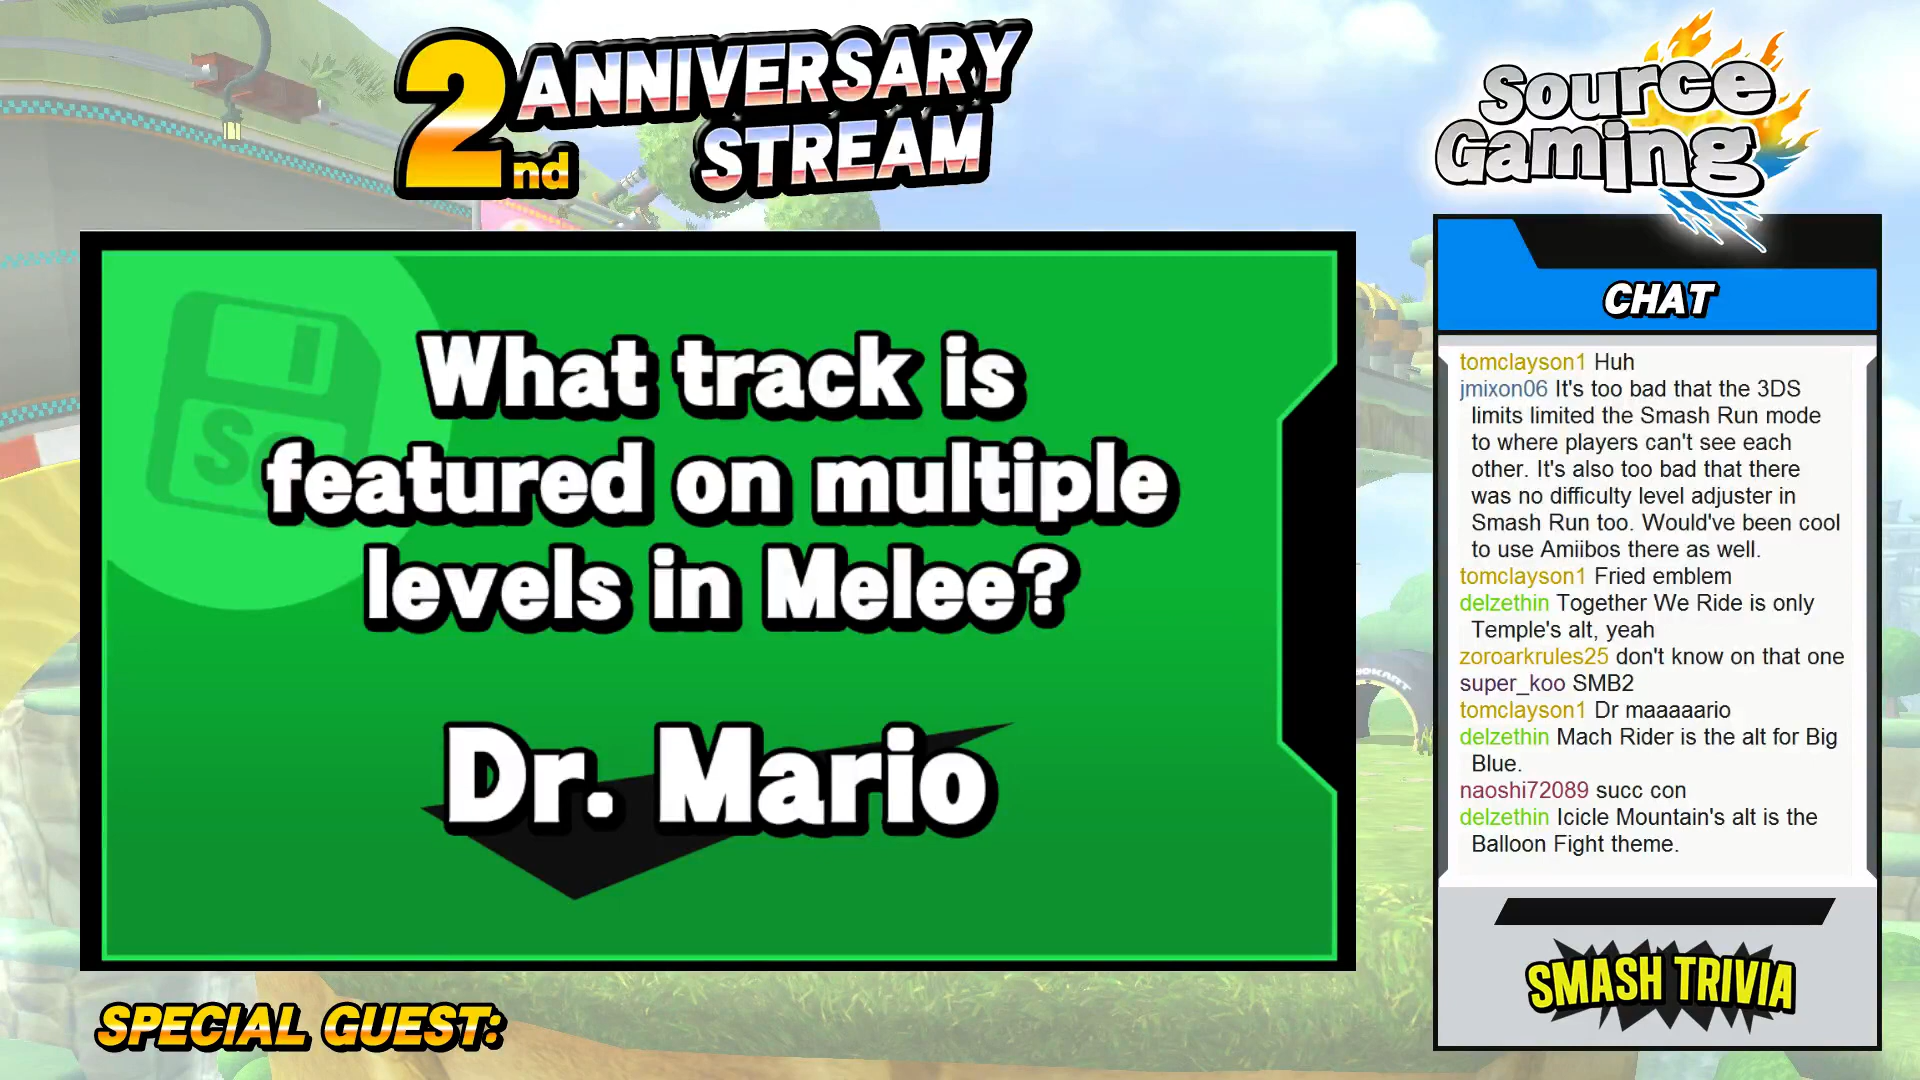 2nd ANNIVERSARY
STREAM
Source
Gaming
SG
What track is
featured on multiple
levels in Melee?
Dr. Mario
CHAT
tomclayson1 Huh
jmixon06 It's too bad that the 3DS
limits limited the Smash Run mode
to where players can't see each
other. It's also too bad that there
was no difficulty level adjuster in
Smash Run too. Would've been cool
to use Amiibos there as well.
tomclayson1 Fried emblem
delzethin Together We Ride is only
Temple's alt, yeah
zoroarkrules25 don't know on that one
super_koo SMB2
tomclayson1 Dr maaaaario
delzethin Mach Rider is the alt for Big
Blue.
naoshi72089 succ con
delzethin Icicle Mountain's alt is the
Balloon Fight theme.
SMASH TRIVIA
SPECIAL GUEST: